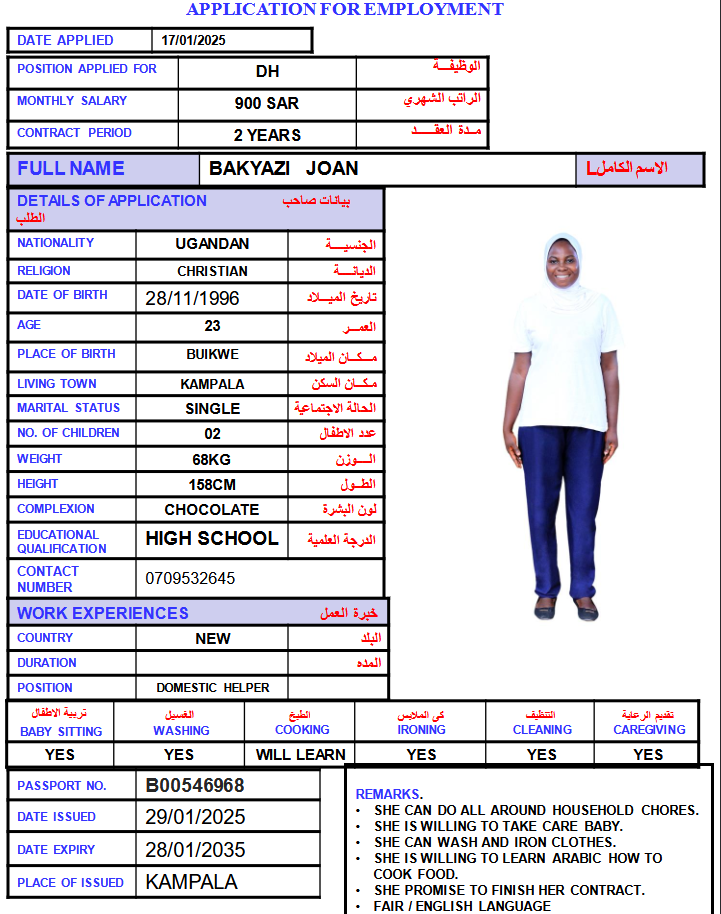 APPLICATION FOR EMPLOYMENT
DATE APPLIED 17/01/2025
POSITION APPLIED FOR DH الوظيفـــة
MONTHLY SALARY 900 SAR الراتب الشهري
CONTRACT PERIOD 2 YEARS مـدة العقـــد
FULL NAME BAKYAZI JOAN الاسم الكاملL
DETAILS OF APPLICATION بيانات صاحب
الطلب
NATIONALITY UGANDAN الجنسيـــة
RELIGION CHRISTIAN الديانـــة
DATE OF BIRTH 28/11/1996 تاريخ الميـــلاد
AGE 23 العمـــر
PLACE OF BIRTH BUIKWE مـــكـان الميلاد
LIVING TOWN KAMPALA مكـان السكن
MARITAL STATUS SINGLE الحالة الاجتماعية
NO. OF CHILDREN 02 عدد الاطفال
WEIGHT 68KG الـــوزن
HEIGHT 158CM الطــول
COMPLEXION CHOCOLATE لون البشرة
EDUCATIONAL QUALIFICATION HIGH SCHOOL الدرجة العلمية
CONTACT NUMBER 0709532645
WORK EXPERIENCES خبرة العمل
COUNTRY NEW البلد
DURATION المده
POSITION DOMESTIC HELPER
تربية الاطفال الغسيل الطبخ كي الملابس التنظيف تقديم الرعاية
BABY SITTING WASHING COOKING IRONING CLEANING CAREGIVING
YES YES WILL LEARN YES YES YES
PASSPORT NO. B00546968
DATE ISSUED 29/01/2025
DATE EXPIRY 28/01/2035
PLACE OF ISSUED KAMPALA
REMARKS.
• SHE CAN DO ALL AROUND HOUSEHOLD CHORES.
• SHE IS WILLING TO TAKE CARE BABY.
• SHE CAN WASH AND IRON CLOTHES.
• SHE IS WILLING TO LEARN ARABIC HOW TO
COOK FOOD.
• SHE PROMISE TO FINISH HER CONTRACT.
• FAIR / ENGLISH LANGUAGE